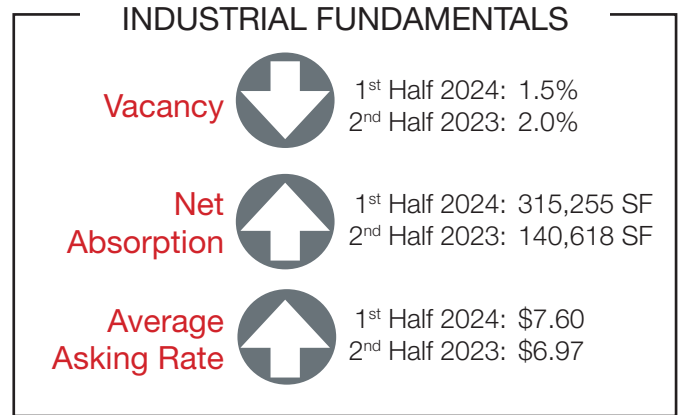 INDUSTRIAL FUNDAMENTALS
Vacancy
1st Half 2024: 1.5%
2nd Half 2023: 2.0%
Net
Absorption
1st Half 2024: 315,255 SF
2nd Half 2023: 140,618 SF
Average
Asking Rate
1st Half 2024: $7.60
2nd Half 2023: $6.97